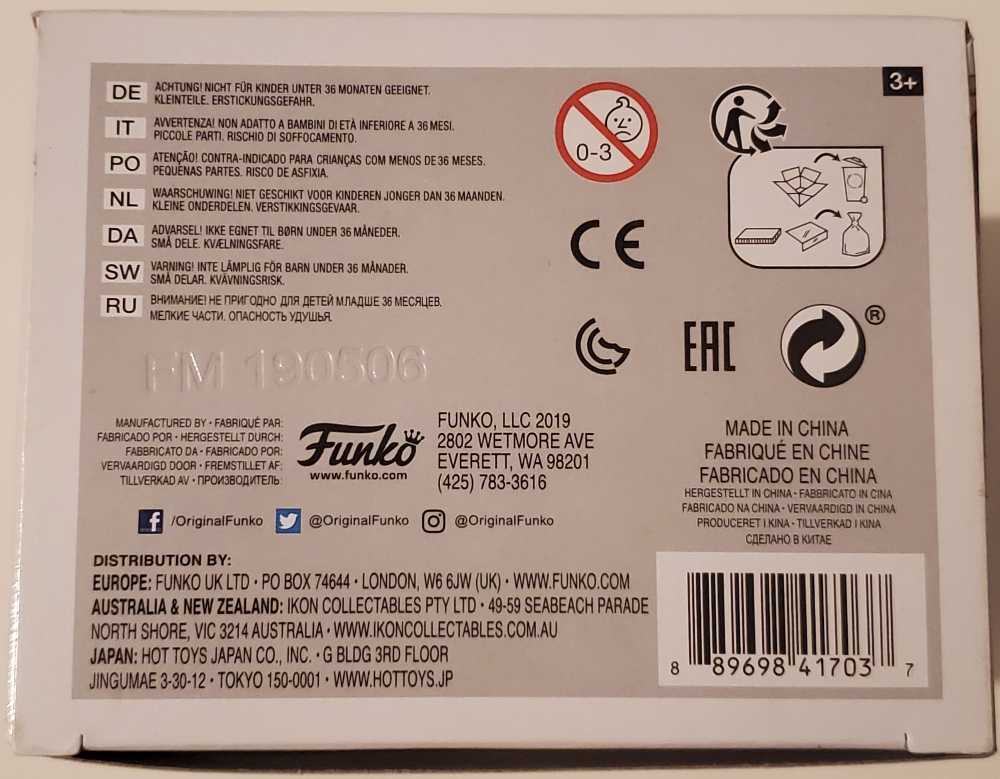 3+
DE ACHTUNG! NICHT FÜR KINDER UNTER 36 MONATEN GEEIGNET.
KLEINTEILE. ERSTICKUNGSGEFAHR.
IT AVVERTENZA! NON ADATTO A BAMBINI DI ETÀ INFERIORE A 36 MESI.
PICCOLE PARTI. RISCHIO DI SOFFOCAMENTO.
PO ATENÇÃO! CONTRA-INDICADO PARA CRIANÇAS COM MENOS DE 36 MESES.
PEQUENAS PARTES. RISCO DE ASFIXIA.
NL WAARSCHUWING! NIET GESCHIKT VOOR KINDEREN JONGER DAN 36 MAANDEN.
KLEINE ONDERDELEN. VERSTIKKINGSGEVAAR.
DA ADVARSEL! IKKE EGNET TIL BØRN UNDER 36 MÅNEDER.
SMÅ DELE. KVÆLNINGSFARE.
SW VARNING! INTE LÄMPLIG FÖR BARN UNDER 36 MÅNADER.
SMÅ DELAR. KVÄVNINGSRISK.
RU ВНИМАНИЕ! НЕ ПРИГОДНО ДЛЯ ДЕТЕЙ МЛАДШЕ 36 МЕСЯЦЕВ.
МЕЛКИЕ ЧАСТИ. ОПАСНОСТЬ УДУШЬЯ.
0-3
CE
EAC
®
HM 190506
MANUFACTURED BY • FABRIQUÉ PAR:
FABRICADO POR • HERGESTELLT DURCH:
FABBRICATO DA • FABRICADO POR:
VERVAARDIGD DOOR • FREMSTILLET AF:
TILLVERKAD AV • ПРОИЗВОДИТЕЛЬ:
Funko
www.funko.com
FUNKO, LLC 2019
2802 WETMORE AVE
EVERETT, WA 98201
(425) 783-3616
/OriginalFunko @OriginalFunko @OriginalFunko
MADE IN CHINA
FABRIQUÉ EN CHINE
FABRICADO EN CHINA
HERGESTELLT IN CHINA • FABBRICATO IN CINA
FABRICADO NA CHINA • VERVAARDIGD IN CHINA
PRODUCERET I KINA • TILLVERKAD I KINA
СДЕЛАНО В КИТАЕ
DISTRIBUTION BY:
EUROPE: FUNKO UK LTD • PO BOX 74644 • LONDON, W6 6JW (UK) • WWW.FUNKO.COM
AUSTRALIA & NEW ZEALAND: IKON COLLECTABLES PTY LTD • 49-59 SEABEACH PARADE
NORTH SHORE, VIC 3214 AUSTRALIA • WWW.IKONCOLLECTABLES.COM.AU
JAPAN: HOT TOYS JAPAN CO., INC. • G BLDG 3RD FLOOR
JINGUMAE 3-30-12 • TOKYO 150-0001 • WWW.HOTTOYS.JP
8 89698 41703 7